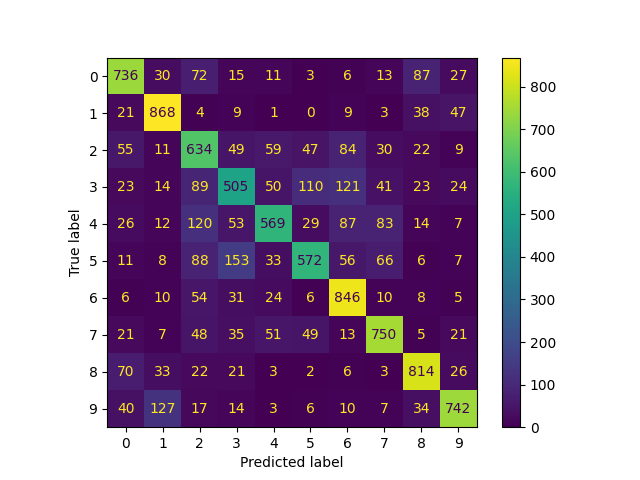 0 736 30 72 15 11 3 6 13 87 27
1 21 868 4 9 1 0 9 3 38 47
2 55 11 634 49 59 47 84 30 22 9
3 23 14 89 505 50 110 121 41 23 24
4 26 12 120 53 569 29 87 83 14 7
5 11 8 88 153 33 572 56 66 6 7
6 6 10 54 31 24 6 846 10 8 5
7 21 7 48 35 51 49 13 750 5 21
8 70 33 22 21 3 2 6 3 814 26
9 40 127 17 14 3 6 10 7 34 742
0 1 2 3 4 5 6 7 8 9
Predicted label
True label
800
700
600
500
400
300
200
100
0